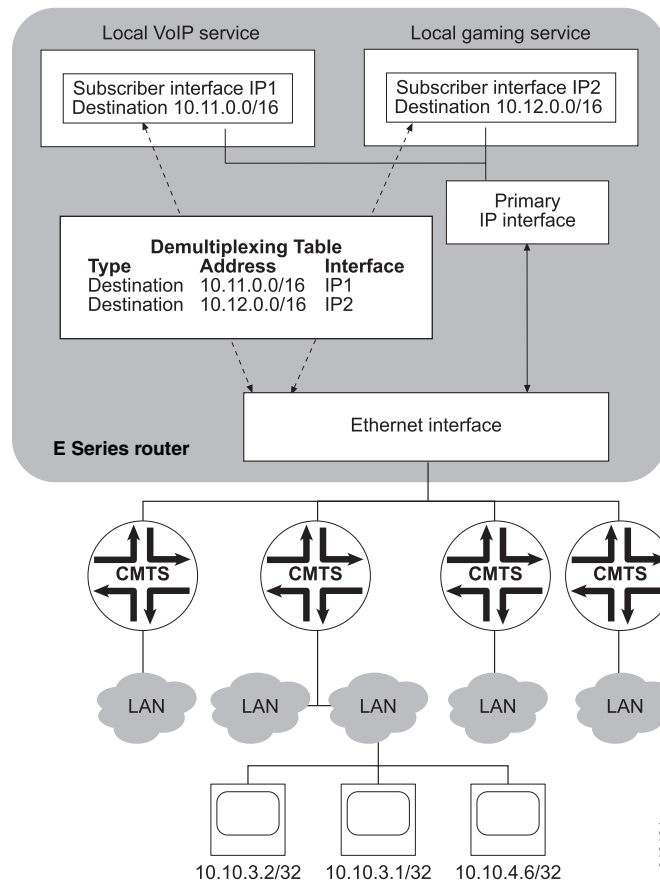 Local VoIP service
Local gaming service
Subscriber interface IP1
Destination 10.11.0.0/16
Subscriber interface IP2
Destination 10.12.0.0/16
Primary
IP interface
Demultiplexing Table
Type Address Interface
Destination 10.11.0.0/16 IP1
Destination 10.12.0.0/16 IP2
Ethernet interface
E Series router
CMTS CMTS CMTS CMTS
LAN LAN LAN LAN LAN
10.10.3.2/32 10.10.3.1/32 10.10.4.6/32